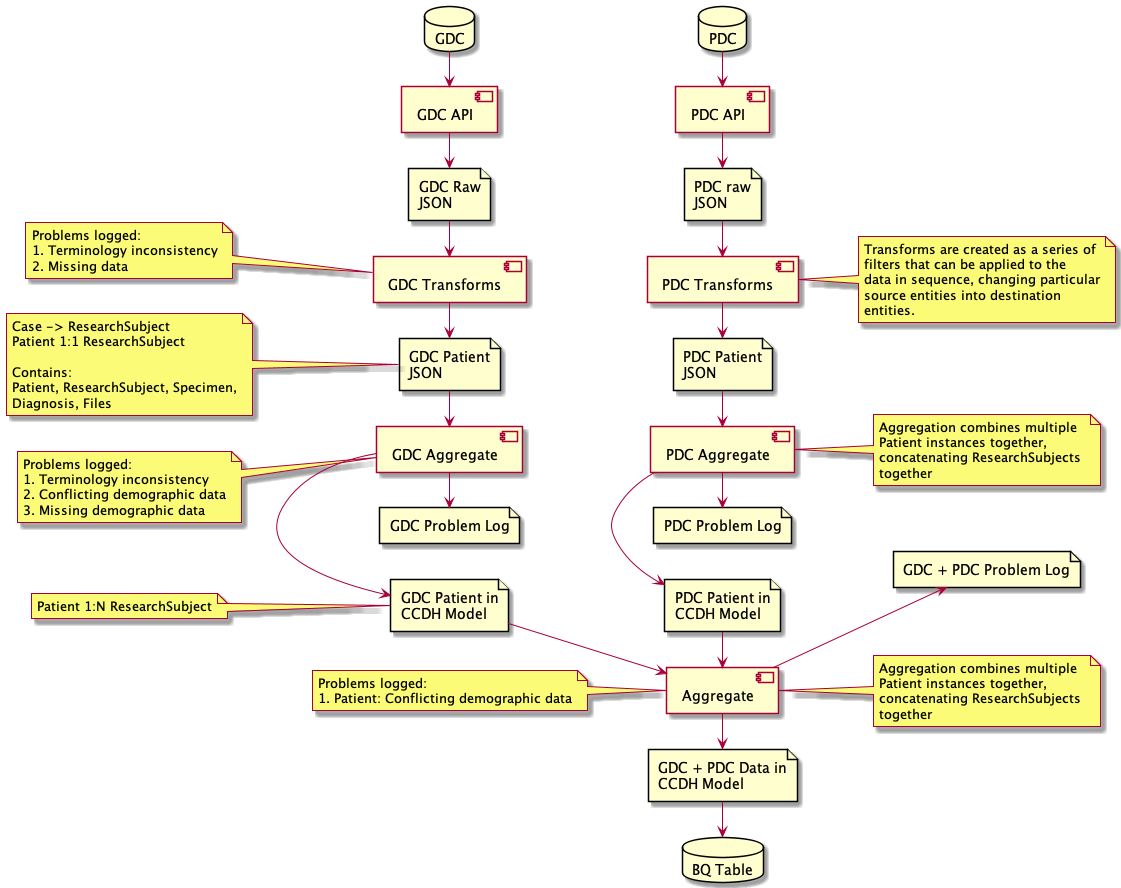 GDC
PDC
GDC API
PDC API
GDC Raw
JSON
PDC raw
JSON
Problems logged:
1. Terminology inconsistency
2. Missing data
GDC Transforms
PDC Transforms
Transforms are created as a series of
filters that can be applied to the
data in sequence, changing particular
source entities into destination
entities.
Case -> ResearchSubject
Patient 1:1 ResearchSubject
Contains:
Patient, ResearchSubject, Specimen,
Diagnosis, Files
GDC Patient
JSON
PDC Patient
JSON
Problems logged:
1. Terminology inconsistency
2. Conflicting demographic data
3. Missing demographic data
GDC Aggregate
PDC Aggregate
Aggregation combines multiple
Patient instances together,
concatenating ResearchSubjects
together
GDC Problem Log
PDC Problem Log
GDC + PDC Problem Log
Patient 1:N ResearchSubject
GDC Patient in
CCDH Model
PDC Patient in
CCDH Model
Problems logged:
1. Patient: Conflicting demographic data
Aggregate
Aggregation combines multiple
Patient instances together,
concatenating ResearchSubjects
together
GDC + PDC Data in
CCDH Model
BQ Table